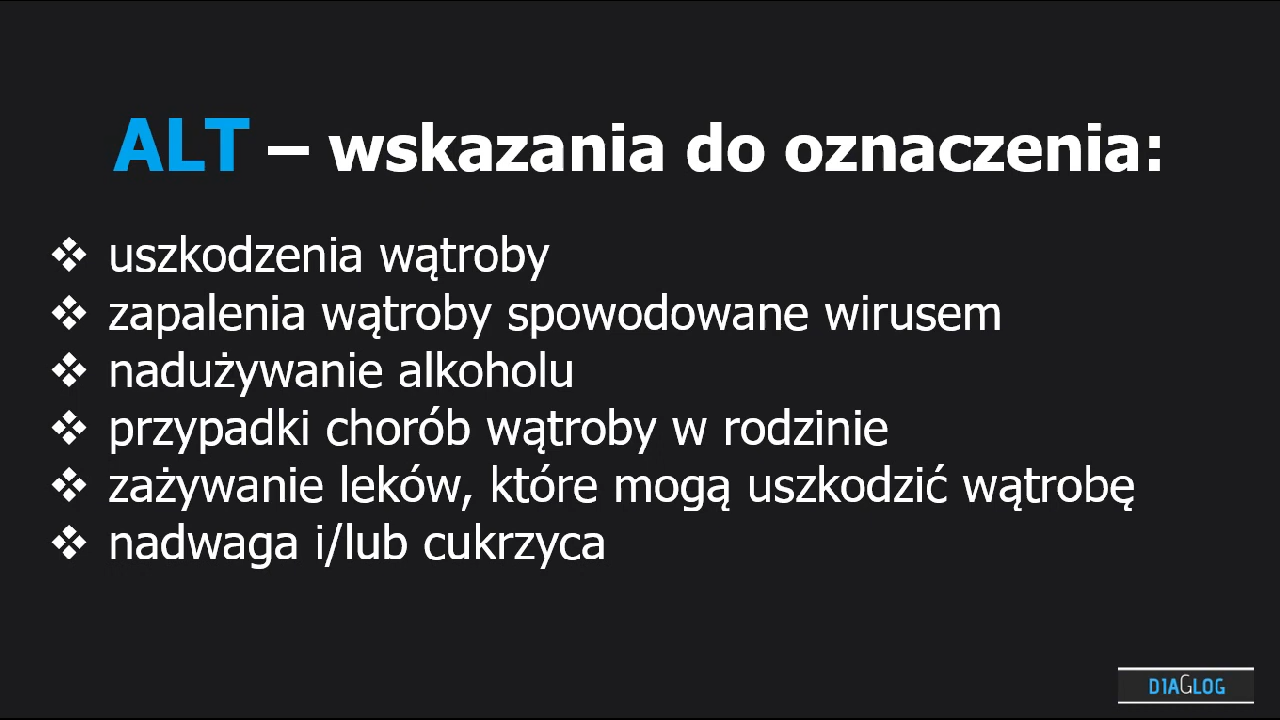 ALT – wskazania do oznaczenia:
❖ uszkodzenia wątroby
❖ zapalenia wątroby spowodowane wirusem
❖ nadużywanie alkoholu
❖ przypadki chorób wątroby w rodzinie
❖ zażywanie leków, które mogą uszkodzić wątrobę
❖ nadwaga i/lub cukrzyca
DIAGLOG